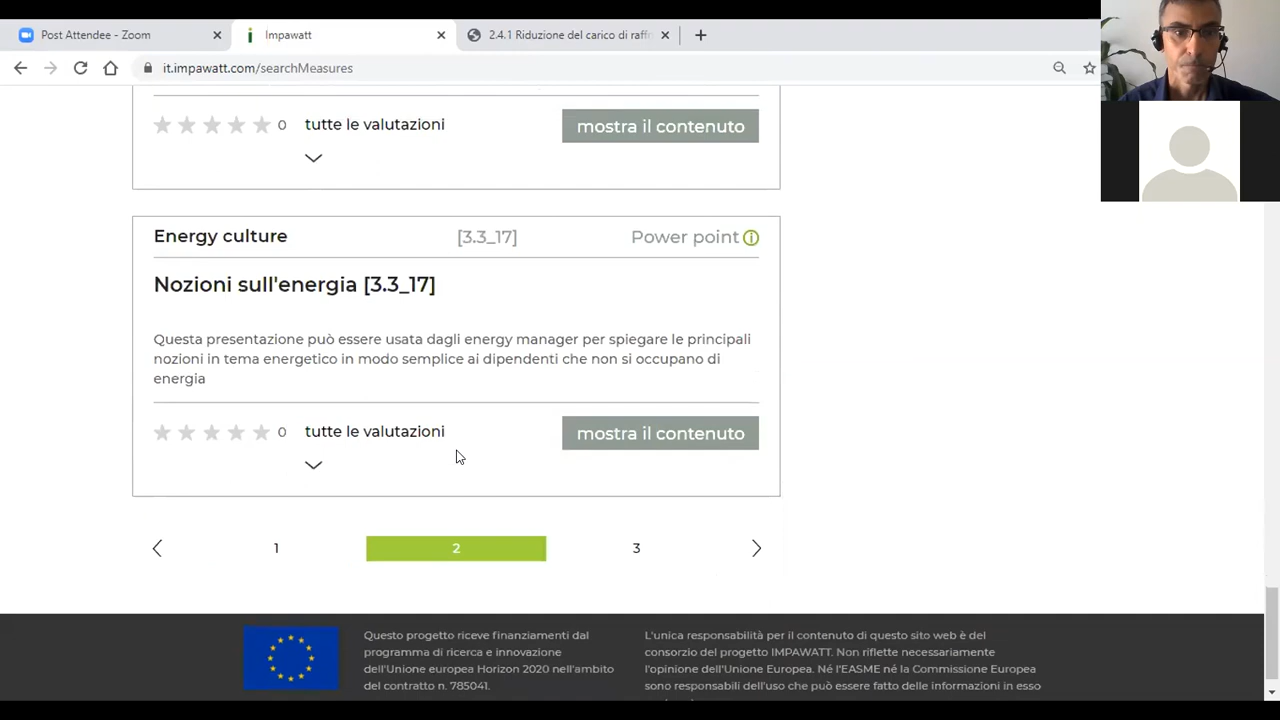 Post Attendee - Zoom
Impawatt
2.4.1 Riduzione del carico di raffr
it.impawatt.com/searchMeasures
0 tutte le valutazioni
mostra il contenuto
Energy culture [3.3_17] Power point
Nozioni sull'energia [3.3_17]
Questa presentazione può essere usata dagli energy manager per spiegare le principali
nozioni in tema energetico in modo semplice ai dipendenti che non si occupano di
energia
0 tutte le valutazioni
mostra il contenuto
1 2 3
Questo progetto riceve finanziamenti dal
programma di ricerca e innovazione
dell'Unione europea Horizon 2020 nell'ambito
del contratto n. 785041.
L'unica responsabilità per il contenuto di questo sito web è del
consorzio del progetto IMPAWATT. Non riflette necessariamente
l'opinione dell'Unione Europea. Né l'EASME né la Commissione Europea
sono responsabili dell'uso che può essere fatto delle informazioni in esso